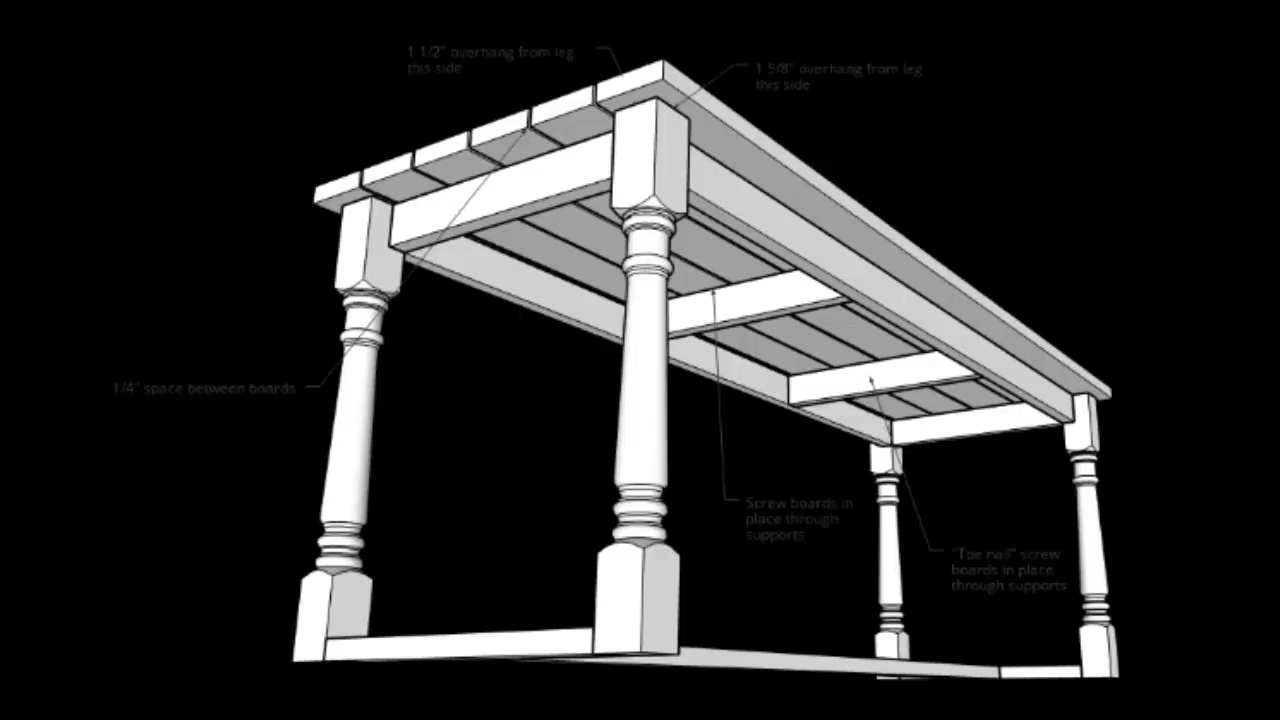 1 1/2" overhang from leg
this side
1 5/8" overhang from leg
this side
1/4" space between boards
Screw boards in
place through
supports
"Toe nail" screw
boards in place
through supports